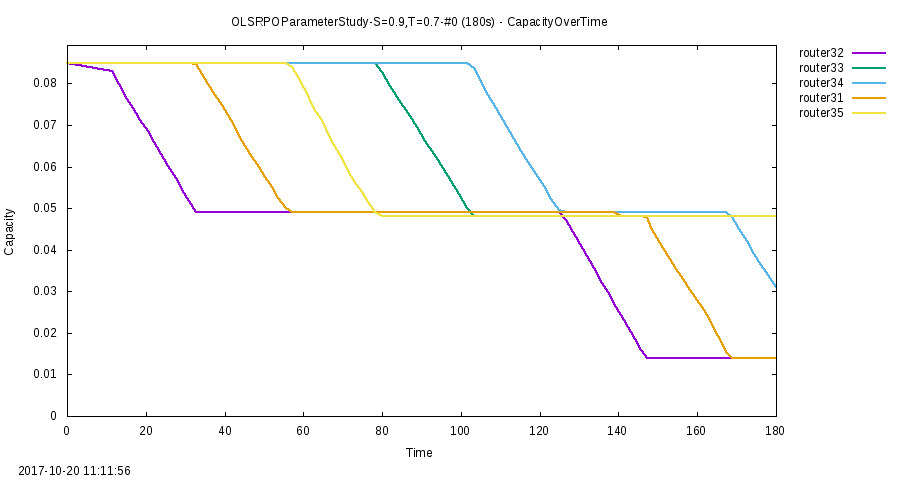 OLSRPOParameterStudy-S=0.9,T=0.7-#0 (180s) - CapacityOverTime
router32
router33
router34
router31
router35
0.08
0.07
0.06
0.05
0.04
0.03
0.02
0.01
0
Capacity
0 20 40 60 80 100 120 140 160 180
Time
2017-10-20 11:11:56